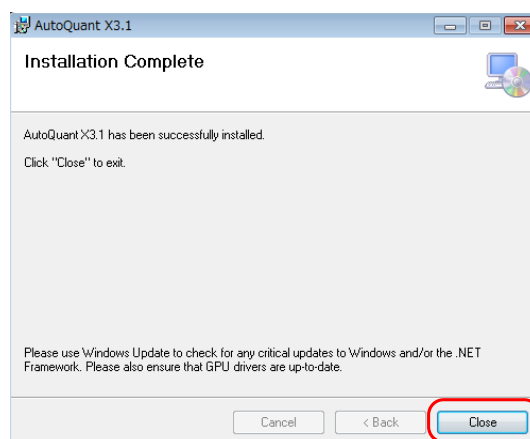 AutoQuant X3.1
Installation Complete
AutoQuant X3.1 has been successfully installed.
Click "Close" to exit.
Please use Windows Update to check for any critical updates to Windows and/or the .NET
Framework. Please also ensure that GPU drivers are up-to-date.
Cancel < Back Close